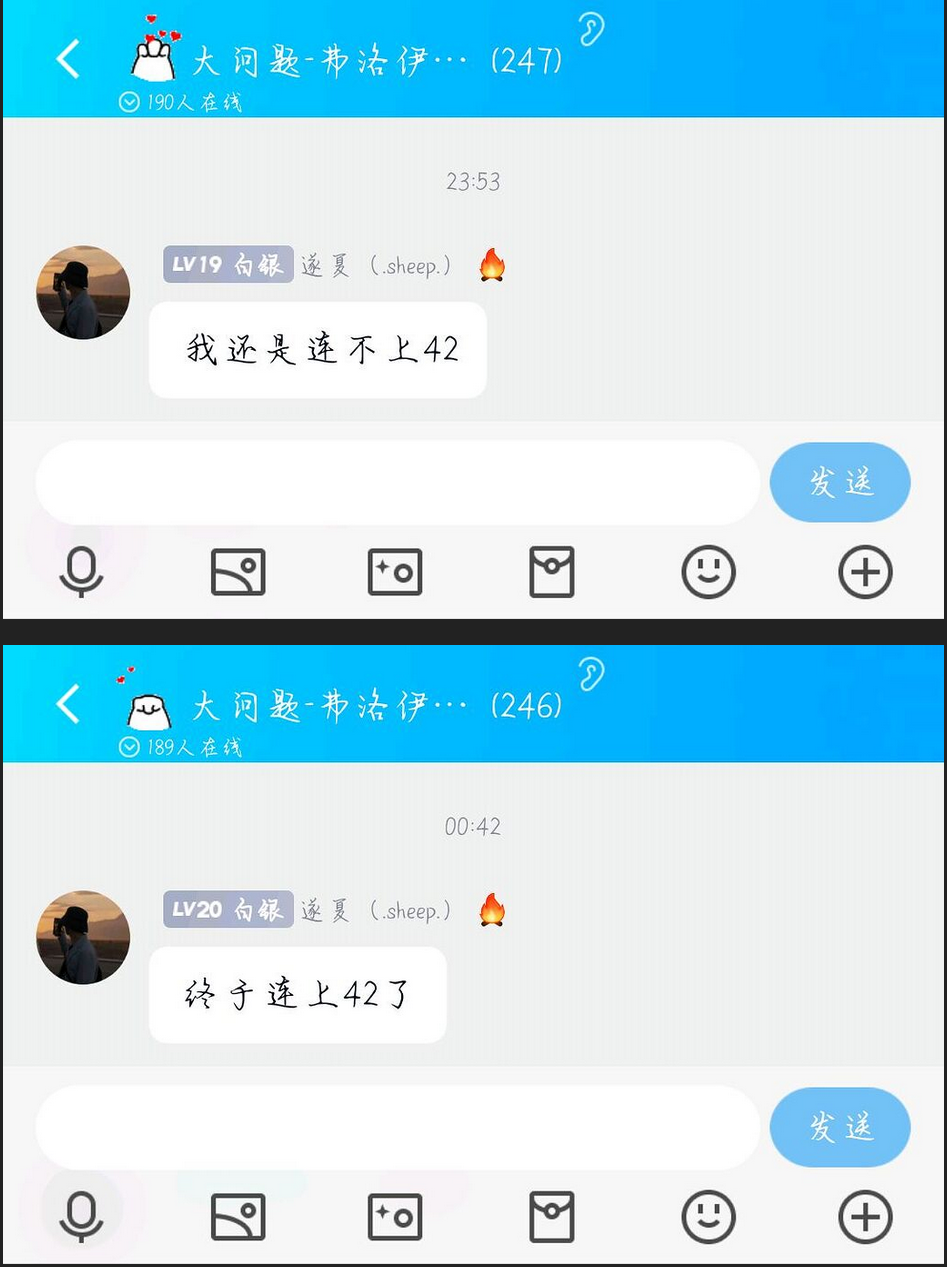 大问题-弗洛伊… (247)
190人在线
23:53
LV19 白银 遂夏（.sheep.）
我还是连不上42
发送
大问题-弗洛伊… (246)
189人在线
00:42
LV20 白银 遂夏（.sheep.）
终于连上42了
发送